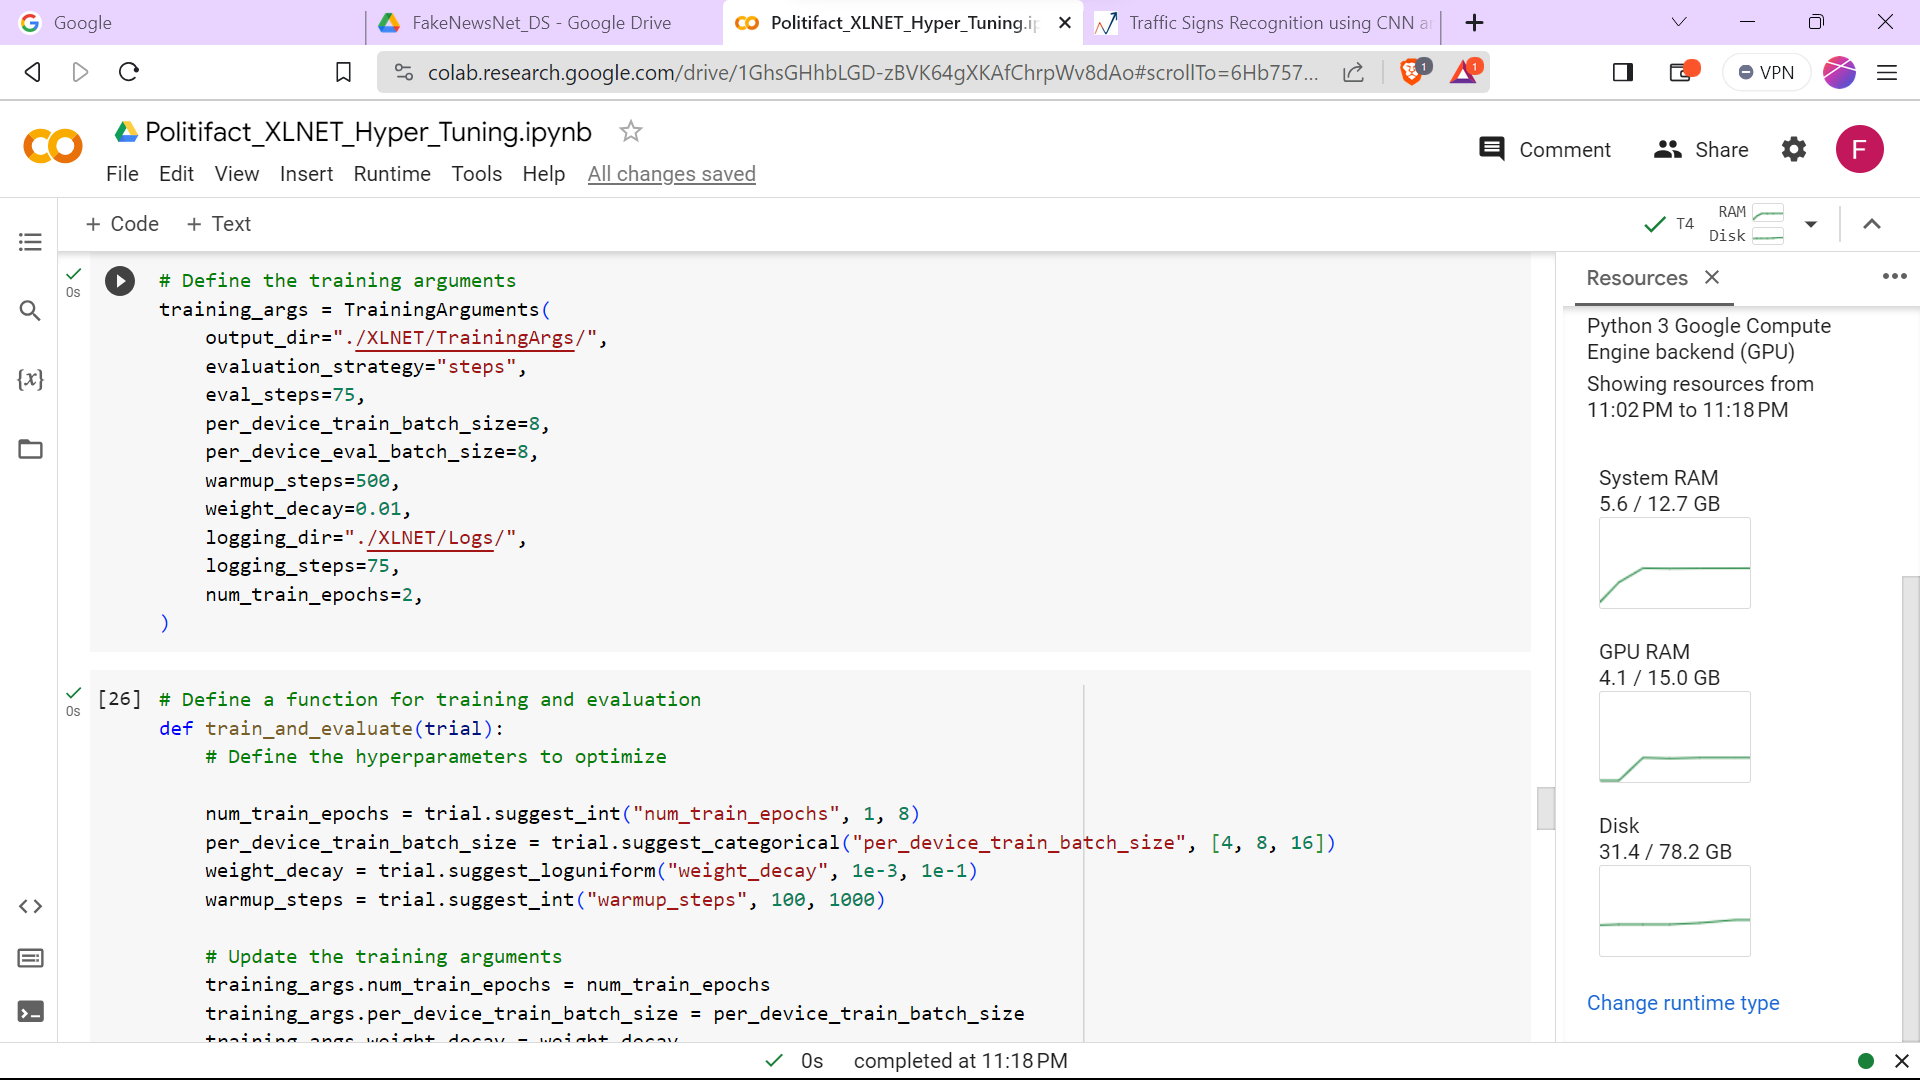 Google
FakeNewsNet_DS - Google Drive
Politifact_XLNET_Hyper_Tuning.ip
Traffic Signs Recognition using CNN a
colab.research.google.com/drive/1GhsGHhbLGD-zBVK64gXKAfChrpWv8dAo#scrollTo=6Hb757...
1
1
VPN
Politifact_XLNET_Hyper_Tuning.ipynb
Comment
Share
F
File Edit View Insert Runtime Tools Help All changes saved
+ Code + Text
T4
RAM
Disk
0s
# Define the training arguments
training_args = TrainingArguments(
output_dir="./XLNET/TrainingArgs/",
evaluation_strategy="steps",
eval_steps=75,
per_device_train_batch_size=8,
per_device_eval_batch_size=8,
warmup_steps=500,
weight_decay=0.01,
logging_dir="./XLNET/Logs/",
logging_steps=75,
num_train_epochs=2,
)
0s
[26] # Define a function for training and evaluation
def train_and_evaluate(trial):
# Define the hyperparameters to optimize
num_train_epochs = trial.suggest_int("num_train_epochs", 1, 8)
per_device_train_batch_size = trial.suggest_categorical("per_device_train_batch_size", [4, 8, 16])
weight_decay = trial.suggest_loguniform("weight_decay", 1e-3, 1e-1)
warmup_steps = trial.suggest_int("warmup_steps", 100, 1000)
# Update the training arguments
training_args.num_train_epochs = num_train_epochs
training_args.per_device_train_batch_size = per_device_train_batch_size
training_args.weight_decay = weight_decay
Resources
Python 3 Google Compute
Engine backend (GPU)
Showing resources from
11:02 PM to 11:18 PM
System RAM
5.6 / 12.7 GB
GPU RAM
4.1 / 15.0 GB
Disk
31.4 / 78.2 GB
Change runtime type
0s completed at 11:18 PM